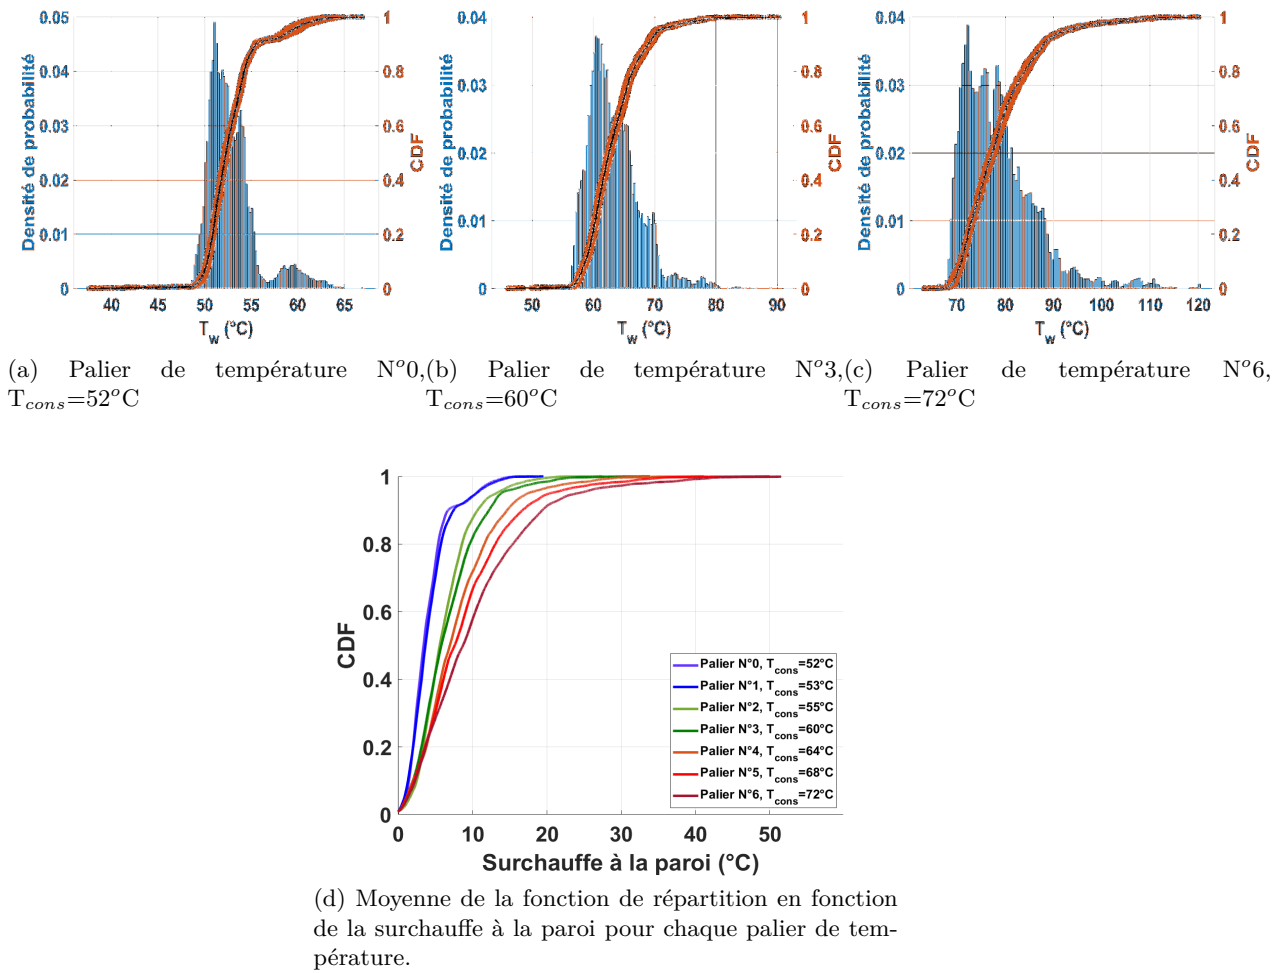 0.05
0.04
0.03
0.02
0.01
0
Densité de probabilité
1
0.8
0.6
0.4
0.2
0
CDF
40 45 50 55 60 65
T_w (°C)
(a) Palier de température N°0,
T_cons=52°C
0.04
0.03
0.02
0.01
0
Densité de probabilité
1
0.8
0.6
0.4
0.2
0
CDF
50 60 70 80 90
T_w (°C)
(b) Palier de température N°3,
T_cons=60°C
0.04
0.03
0.02
0.01
0
Densité de probabilité
1
0.8
0.6
0.4
0.2
0
CDF
70 80 90 100 110 120
T_w (°C)
(c) Palier de température N°6,
T_cons=72°C
1
0.8
0.6
0.4
0.2
0
CDF
0 10 20 30 40 50
Surchauffe à la paroi (°C)
Palier N°0, T_cons=52°C
Palier N°1, T_cons=53°C
Palier N°2, T_cons=55°C
Palier N°3, T_cons=60°C
Palier N°4, T_cons=64°C
Palier N°5, T_cons=68°C
Palier N°6, T_cons=72°C
(d) Moyenne de la fonction de répartition en fonction
de la surchauffe à la paroi pour chaque palier de tem-
pérature.